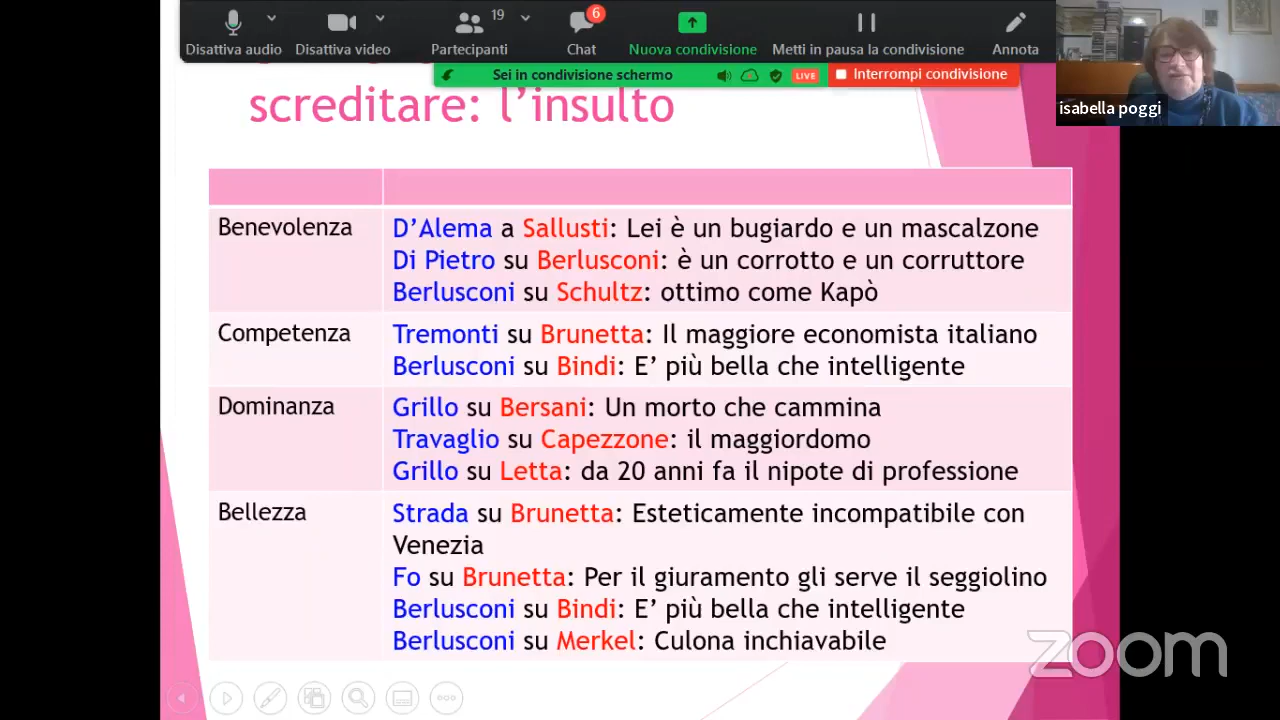 19
6
Disattiva audio
Disattiva video
Partecipanti
Chat
Nuova condivisione
Metti in pausa la condivisione
Annota
Sei in condivisione schermo
LIVE
Interrompi condivisione
isabella poggi
screditare: l’insulto
Benevolenza
D’Alema a Sallusti: Lei è un bugiardo e un mascalzone
Di Pietro su Berlusconi: è un corrotto e un corruttore
Berlusconi su Schultz: ottimo come Kapò
Competenza
Tremonti su Brunetta: Il maggiore economista italiano
Berlusconi su Bindi: E’ più bella che intelligente
Dominanza
Grillo su Bersani: Un morto che cammina
Travaglio su Capezzone: il maggiordomo
Grillo su Letta: da 20 anni fa il nipote di professione
Bellezza
Strada su Brunetta: Esteticamente incompatibile con
Venezia
Fo su Brunetta: Per il giuramento gli serve il seggiolino
Berlusconi su Bindi: E’ più bella che intelligente
Berlusconi su Merkel: Culona inchiavabile
zoom